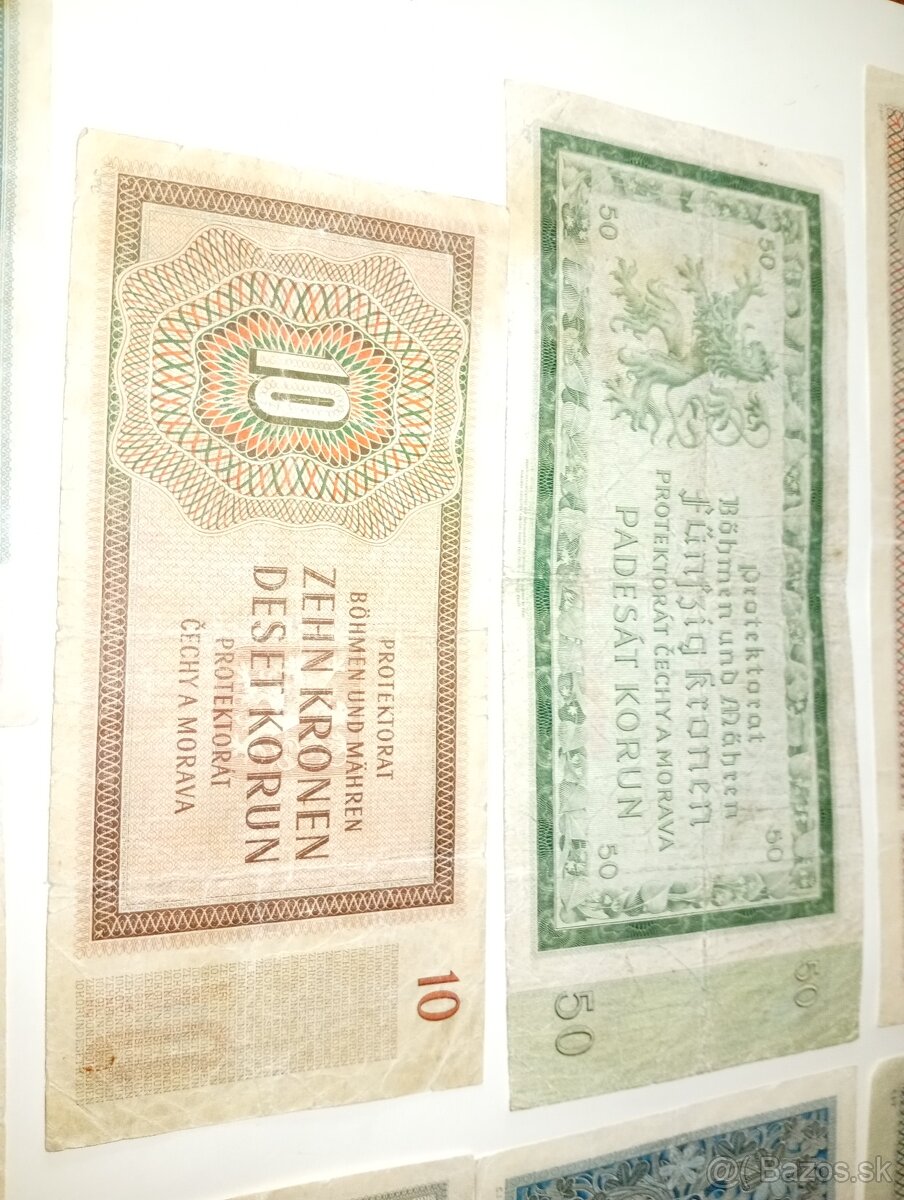 10
PROTEKTORAT
BÖHMEN UND MÄHREN
ZEHN KRONEN
DESET KORUN
PROTEKTORÁT
ČECHY A MORAVA
10
50
50
Protektorat
Böhmen und Mähren
Fünfzig Kronen
PROTEKTORÁT ČECHY A MORAVA
PADESÁT KORUN
50
50
50
50
@ Bazos.sk